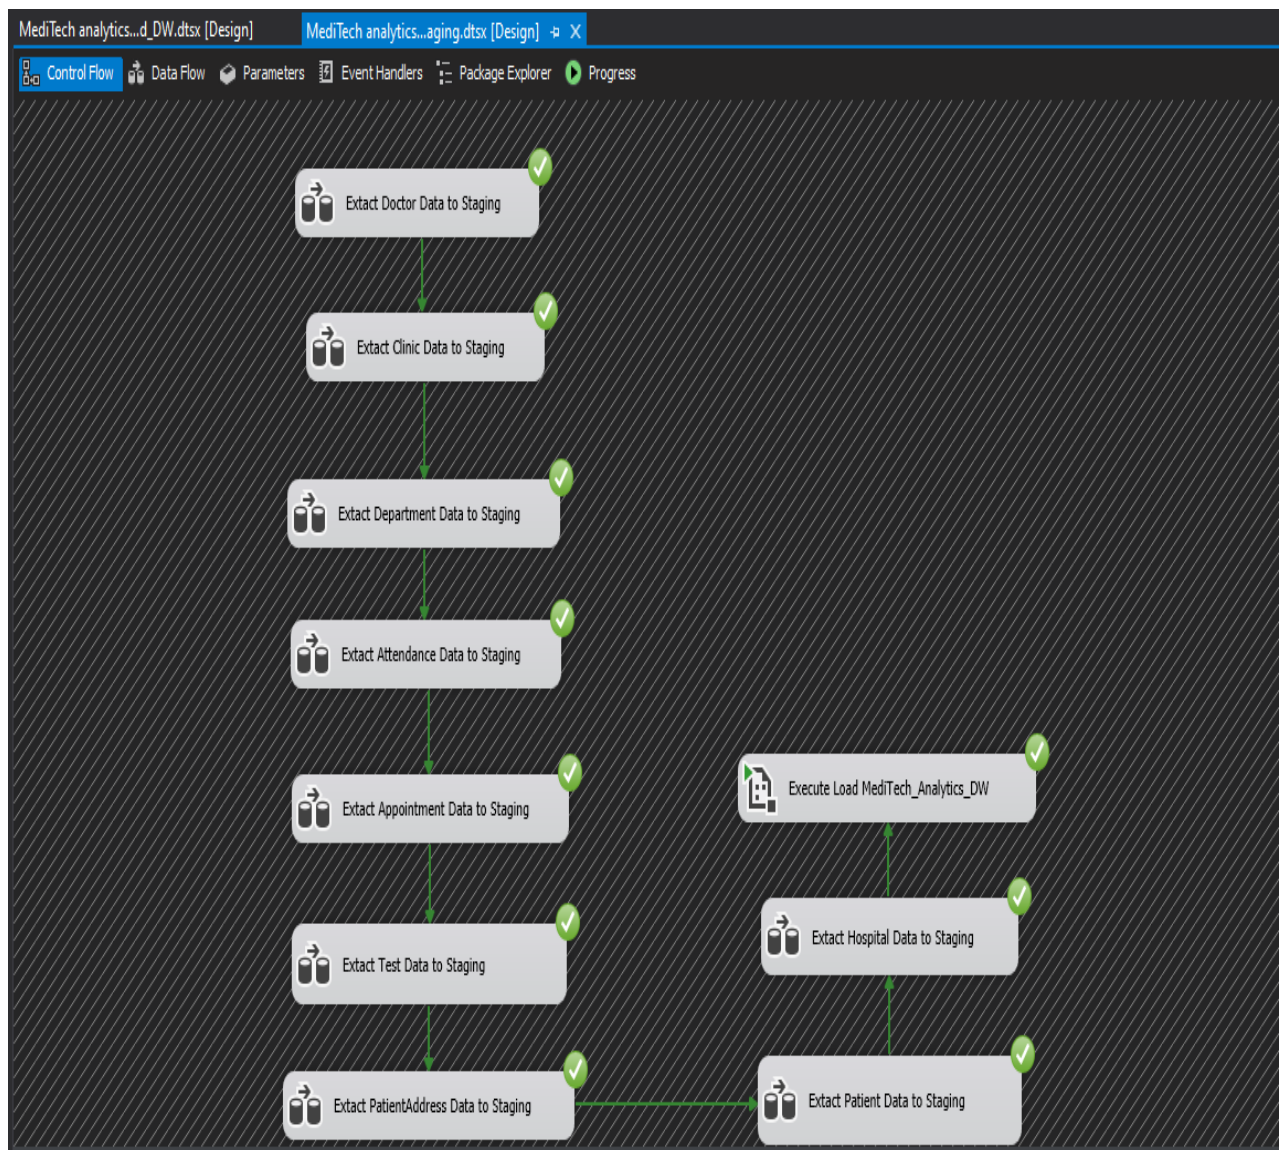 MediTech analytics...d_DW.dtsx [Design]
MediTech analytics...aging.dtsx [Design]
Control Flow
Data Flow
Parameters
Event Handlers
Package Explorer
Progress
Extact Doctor Data to Staging
Extact Clinic Data to Staging
Extact Department Data to Staging
Extact Attendance Data to Staging
Extact Appointment Data to Staging
Extact Test Data to Staging
Extact PatientAddress Data to Staging
Extact Patient Data to Staging
Extact Hospital Data to Staging
Execute Load MediTech_Analytics_DW